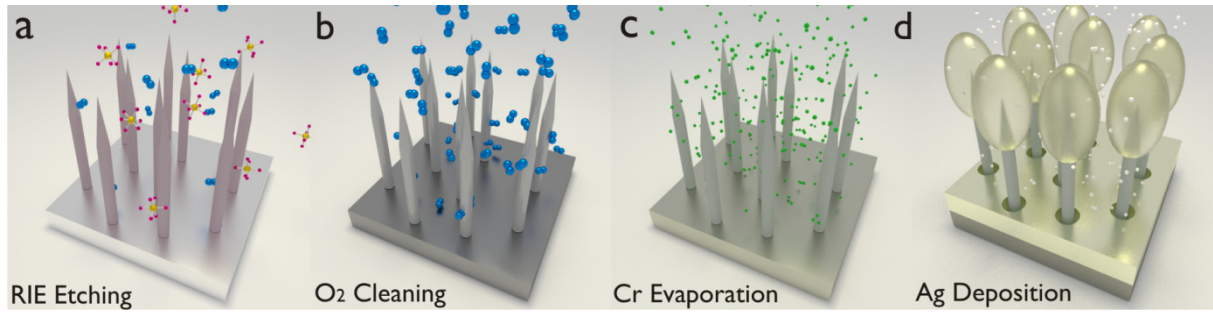 a
b
c
d
RIE Etching
O2 Cleaning
Cr Evaporation
Ag Deposition